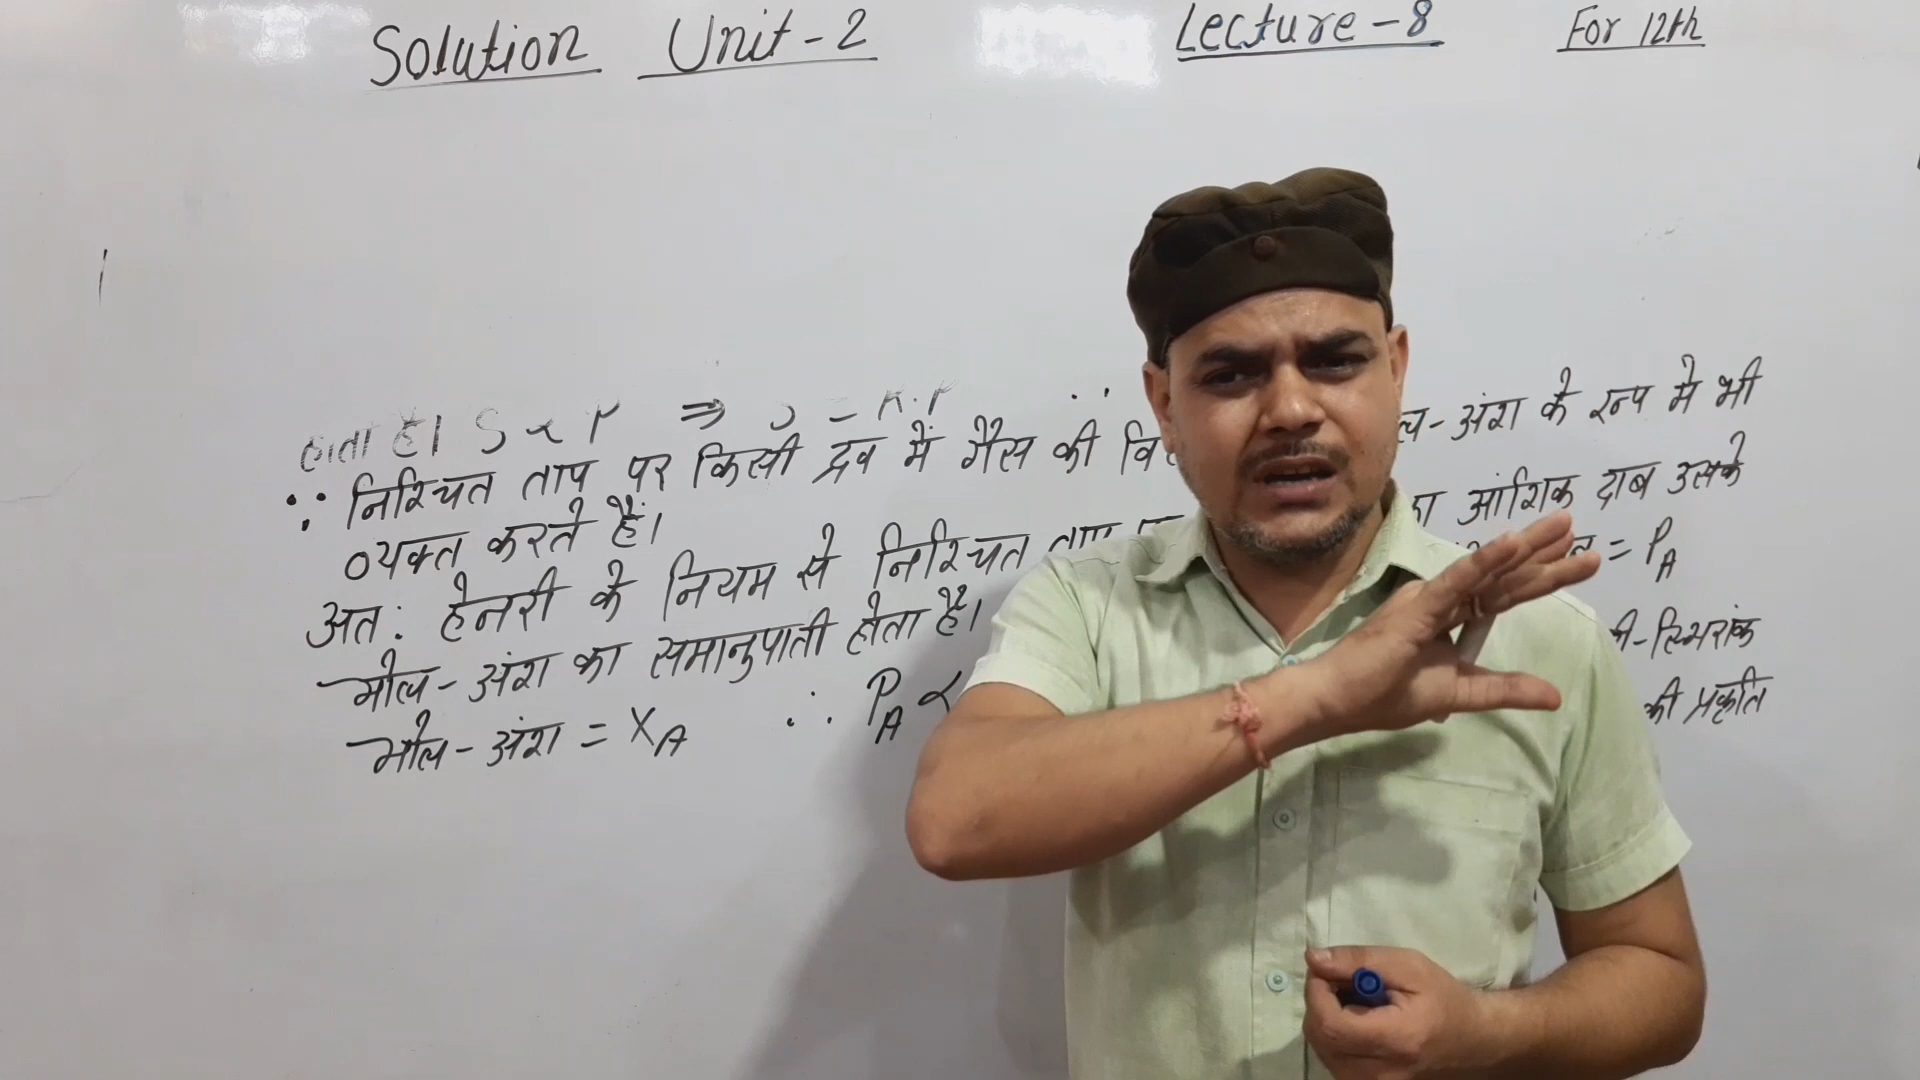 Solution Unit-2 Lecture-8 For 12th
होता है। S ∝ P ⇒ S = K.P
∵ निश्चित ताप पर किसी द्रव में गैस की अंश के रूप मे भी
व्यक्त करते हैं।
अतः हेनरी के नियम से निश्चित ताप आंशिक दाब उसके
मोल-अंश का समानुपाती होता है। = P_A
मोल-अंश = X_A ∴ P_A ∝ की प्रकृति